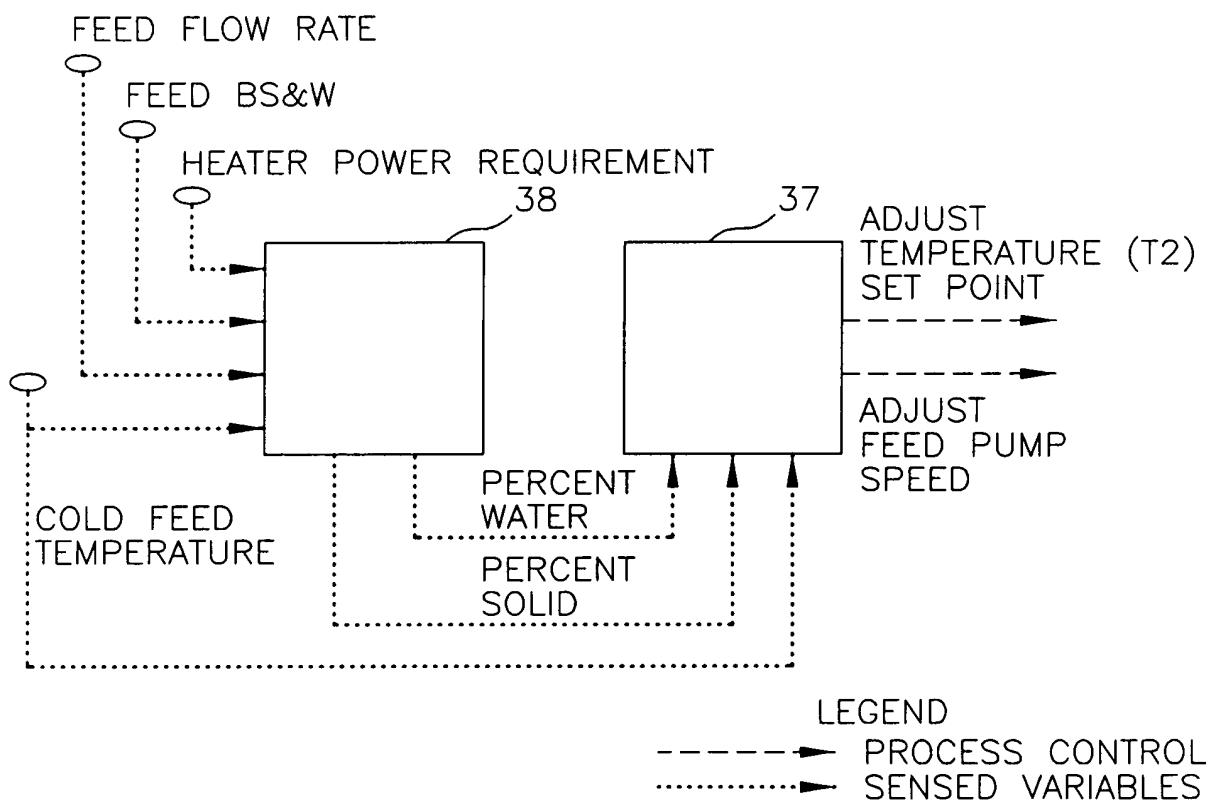 FEED FLOW RATE
FEED BS&W
HEATER POWER REQUIREMENT
38
37
ADJUST
TEMPERATURE (T2)
SET POINT
ADJUST
FEED PUMP
SPEED
PERCENT
WATER
COLD FEED
TEMPERATURE
PERCENT
SOLID
LEGEND
PROCESS CONTROL
SENSED VARIABLES